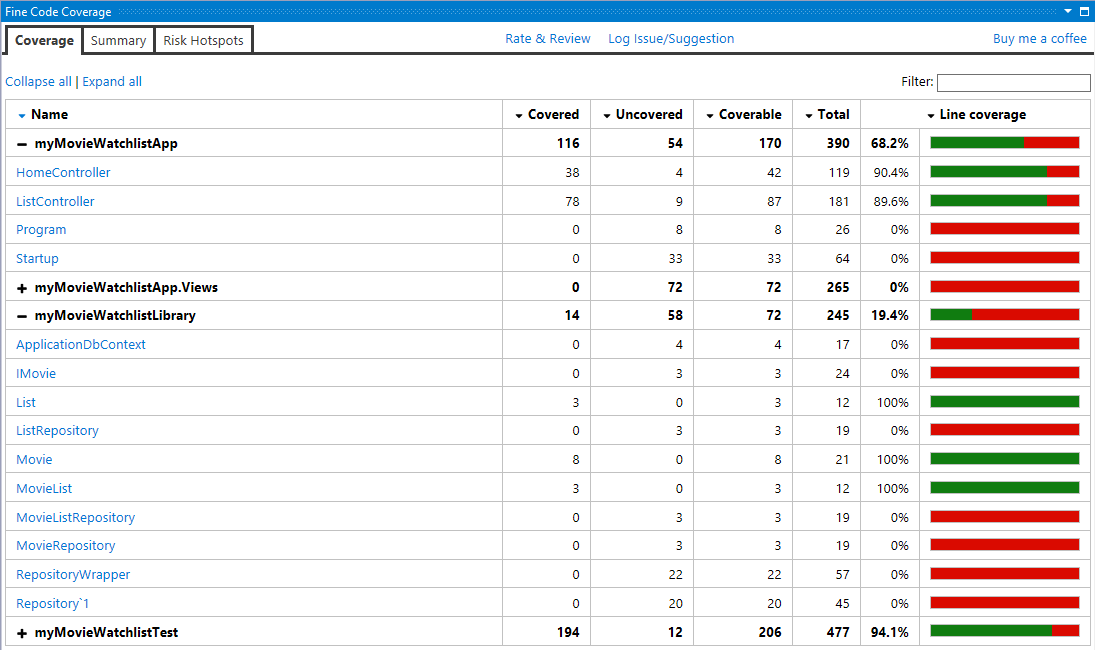 Fine Code Coverage
Coverage Summary Risk Hotspots Rate & Review Log Issue/Suggestion Buy me a coffee
Collapse all | Expand all Filter:
Name Covered Uncovered Coverable Total Line coverage
myMovieWatchlistApp 116 54 170 390 68.2%
HomeController 38 4 42 119 90.4%
ListController 78 9 87 181 89.6%
Program 0 8 8 26 0%
Startup 0 33 33 64 0%
myMovieWatchlistApp.Views 0 72 72 265 0%
myMovieWatchlistLibrary 14 58 72 245 19.4%
ApplicationDbContext 0 4 4 17 0%
IMovie 0 3 3 24 0%
List 3 0 3 12 100%
ListRepository 0 3 3 19 0%
Movie 8 0 8 21 100%
MovieList 3 0 3 12 100%
MovieListRepository 0 3 3 19 0%
MovieRepository 0 3 3 19 0%
RepositoryWrapper 0 22 22 57 0%
Repository`1 0 20 20 45 0%
myMovieWatchlistTest 194 12 206 477 94.1%